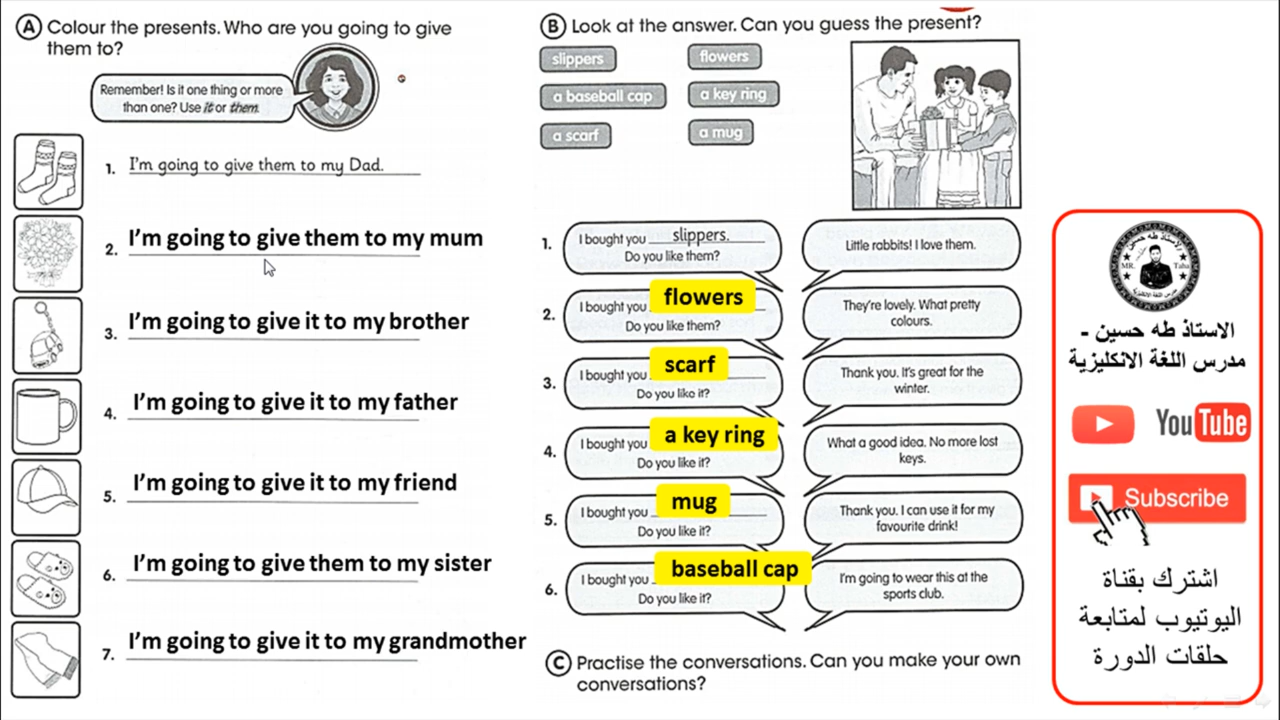 A Colour the presents. Who are you going to give
them to?
Remember! Is it one thing or more
than one? Use it or them.
1. I'm going to give them to my Dad.
2. I'm going to give them to my mum
3. I'm going to give it to my brother
4. I'm going to give it to my father
5. I'm going to give it to my friend
6. I'm going to give them to my sister
7. I'm going to give it to my grandmother
B Look at the answer. Can you guess the present?
slippers flowers
a baseball cap a key ring
a scarf a mug
1. I bought you slippers.
Do you like them?
Little rabbits! I love them.
2. I bought you flowers
Do you like them?
They're lovely. What pretty
colours.
3. I bought you scarf
Do you like it?
Thank you. It's great for the
winter.
4. I bought you a key ring
Do you like it?
What a good idea. No more lost
keys.
5. I bought you mug
Do you like it?
Thank you. I can use it for my
favourite drink!
6. I bought you baseball cap
Do you like it?
I'm going to wear this at the
sports club.
C Practise the conversations. Can you make your own
conversations?
الاستاذ طه حسين
MR. Taha
مدرس اللغة الانكليزية
الاستاذ طه حسين -
مدرس اللغة الانكليزية
YouTube
Subscribe
اشترك بقناة
اليوتيوب لمتابعة
حلقات الدورة